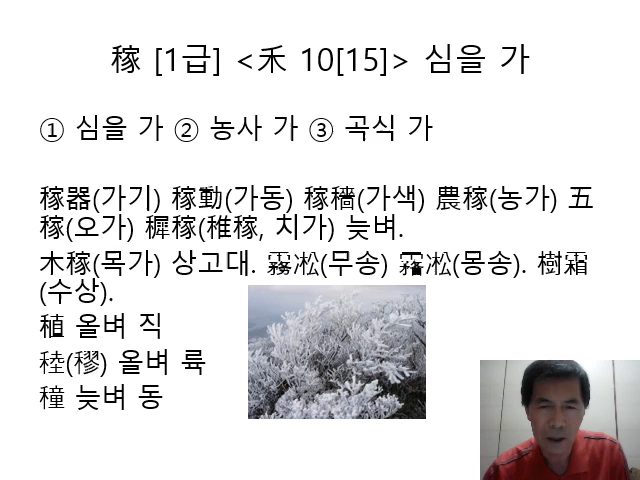 稼 [1급] <禾 10[15]> 심을 가
① 심을 가 ② 농사 가 ③ 곡식 가
稼器(가기) 稼動(가동) 稼穡(가색) 農稼(농가) 五
稼(오가) 穉稼(稚稼, 치가) 늦벼.
木稼(목가) 상고대. 霧凇(무송) 凇(몽송). 樹霜
(수상).
稙 올벼 직
稑(穋) 올벼 륙
穜 늦벼 동